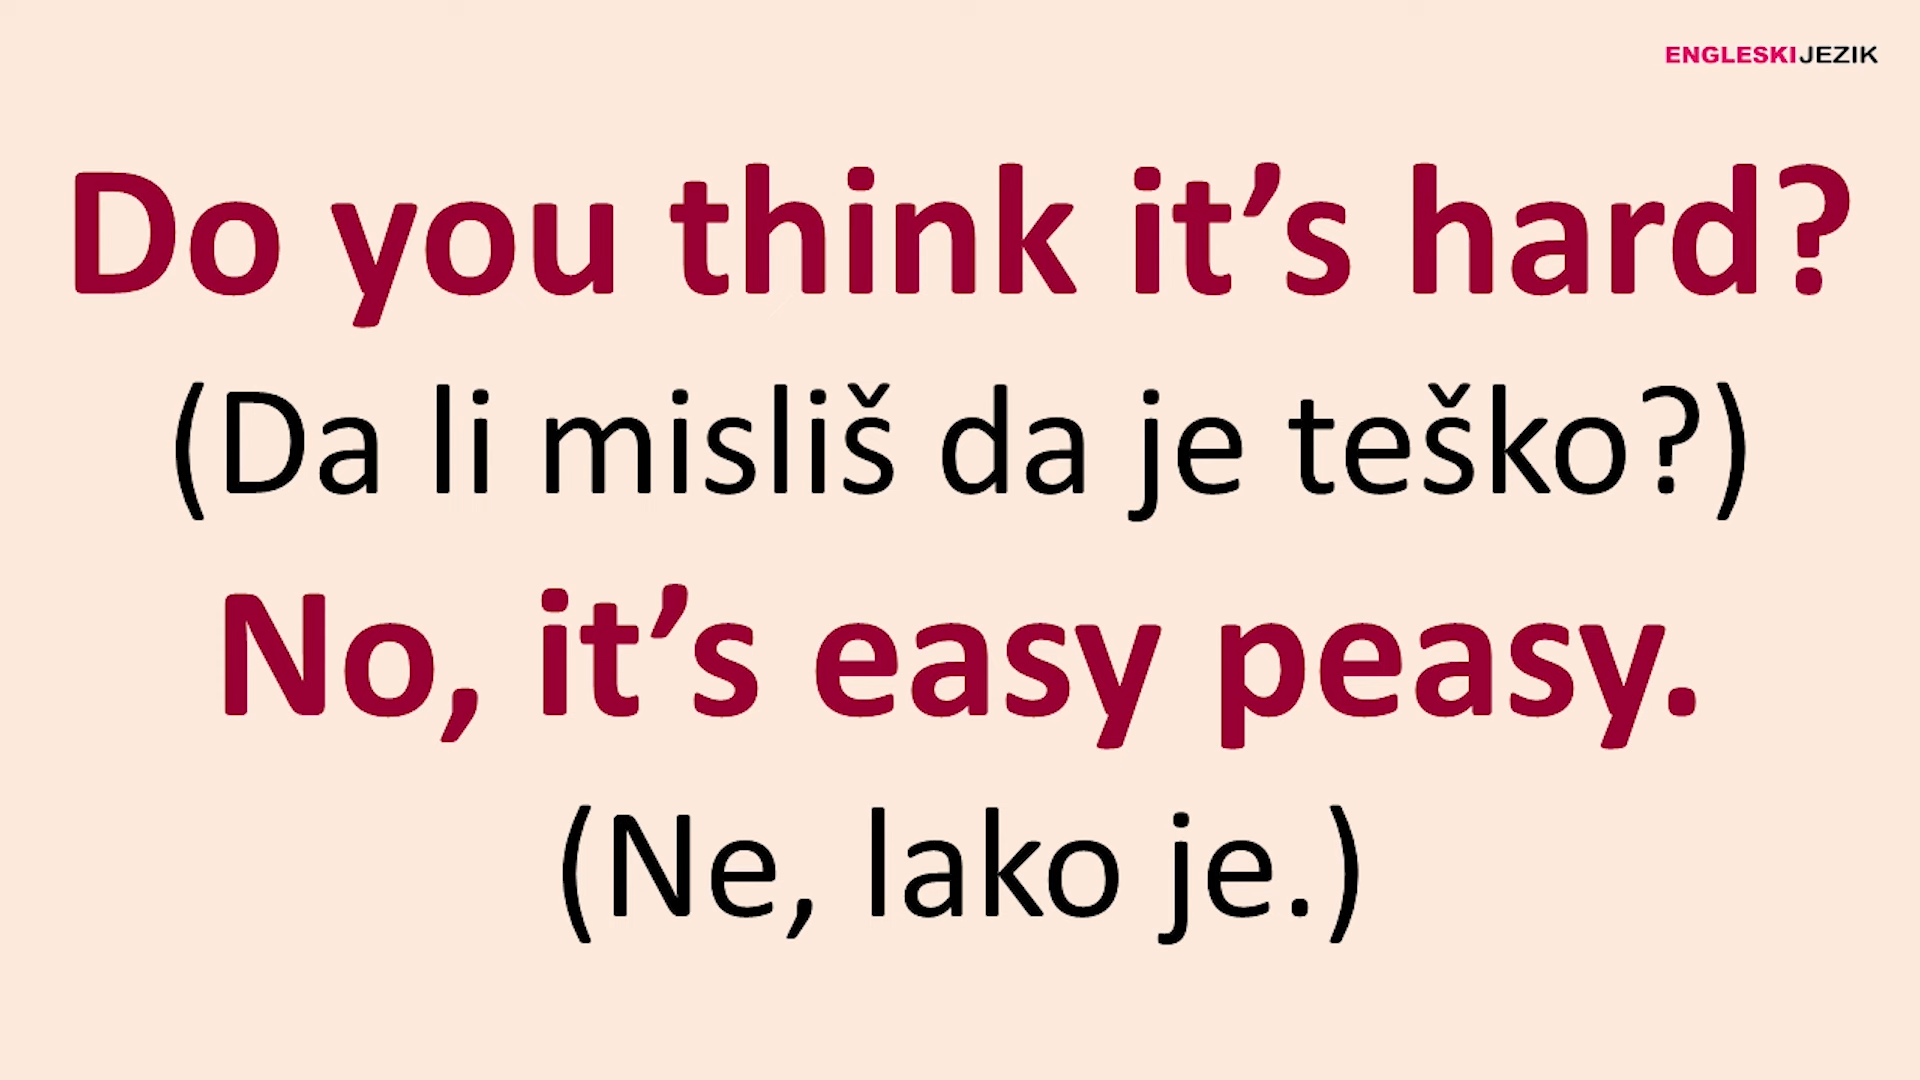 ENGLESKIJEZIK
Do you think it’s hard?
(Da li misliš da je teško?)
No, it’s easy peasy.
(Ne, lako je.)